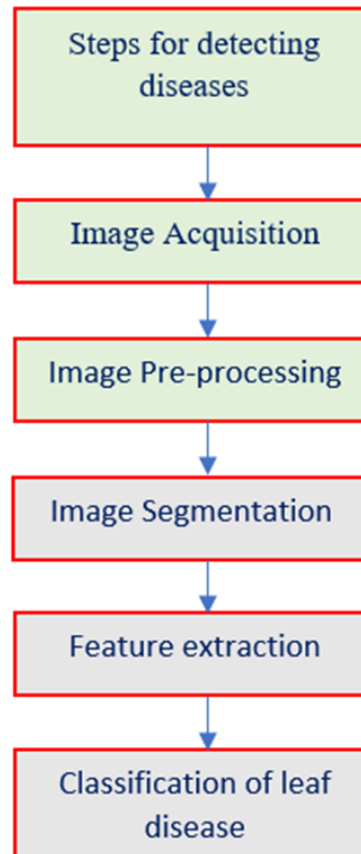 Steps for detecting
diseases
Image Acquisition
Image Pre-processing
Image Segmentation
Feature extraction
Classification of leaf
disease